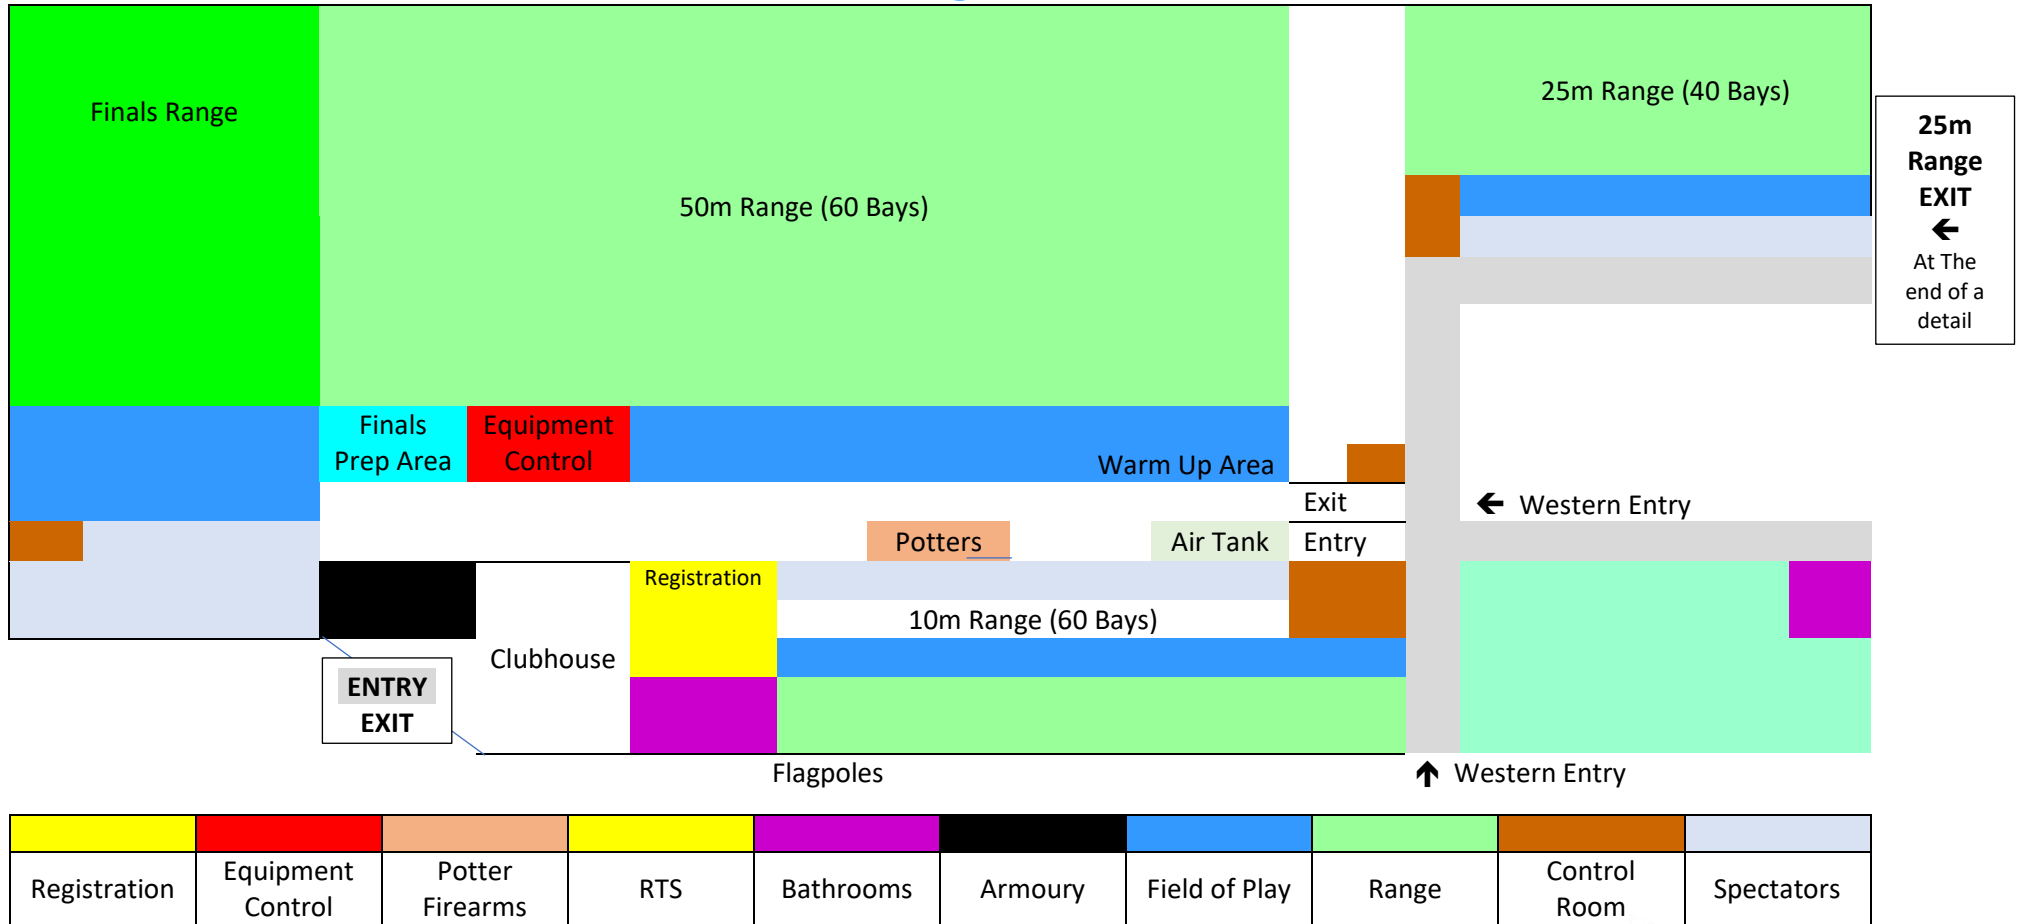 Finals Range
25m Range (40 Bays)
25m
Range
EXIT
←
At The
end of a
detail
50m Range (60 Bays)
Finals
Prep Area
Equipment
Control
Warm Up Area
Exit
← Western Entry
Potters
Air Tank
Entry
Registration
10m Range (60 Bays)
Clubhouse
ENTRY
EXIT
Flagpoles
↑ Western Entry
Registration
Equipment
Control
Potter
Firearms
RTS
Bathrooms
Armoury
Field of Play
Range
Control
Room
Spectators